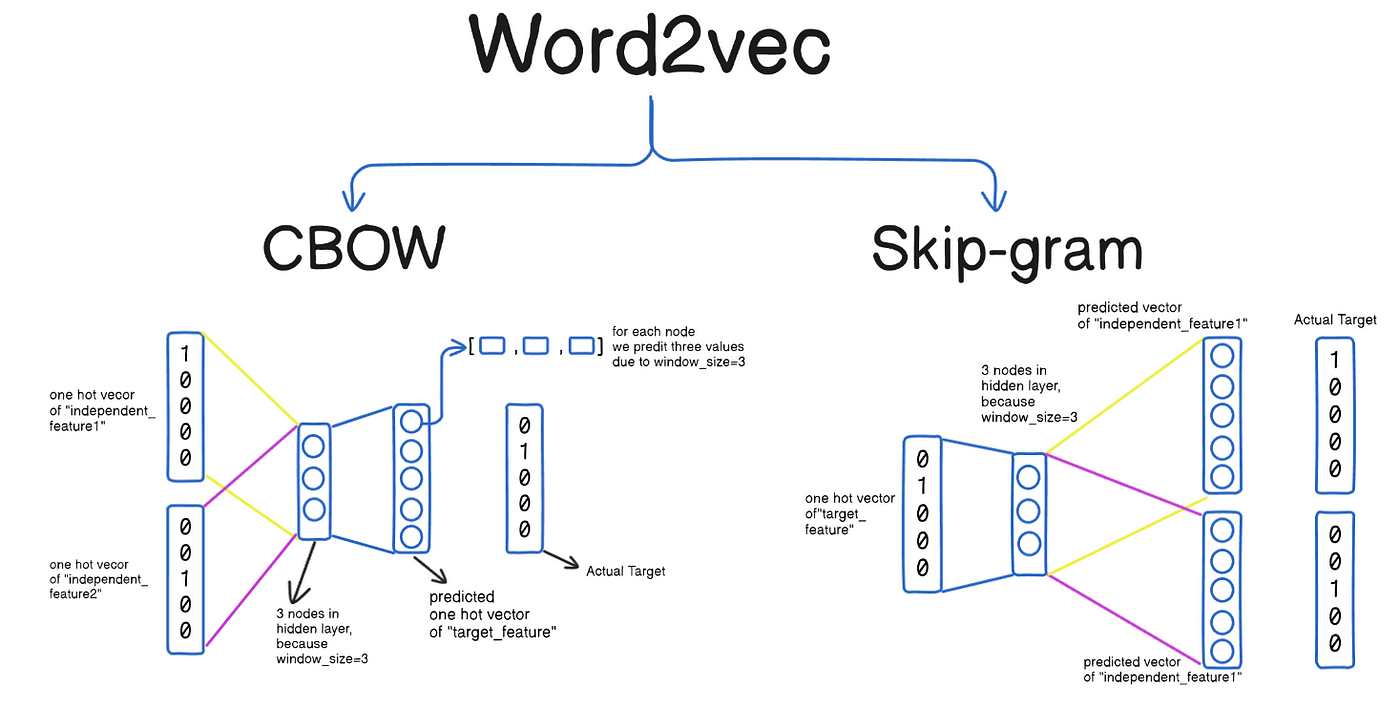 Word2vec
CBOW
Skip-gram
one hot vecor
of "independent_
feature1"
1
0
0
0
0
one hot vecor
of "independent_
feature2"
0
0
1
0
0
3 nodes in
hidden layer,
because
window_size=3
[ , , ]
for each node
we predit three values
due to window_size=3
predicted
one hot vector
of "target_feature"
0
1
0
0
0
Actual Target
one hot vector
of"target_
feature"
0
1
0
0
0
3 nodes in
hidden layer,
because
window_size=3
predicted vector
of "independent_feature1"
predicted vector
of "independent_feature1"
Actual Target
1
0
0
0
0
0
0
1
0
0